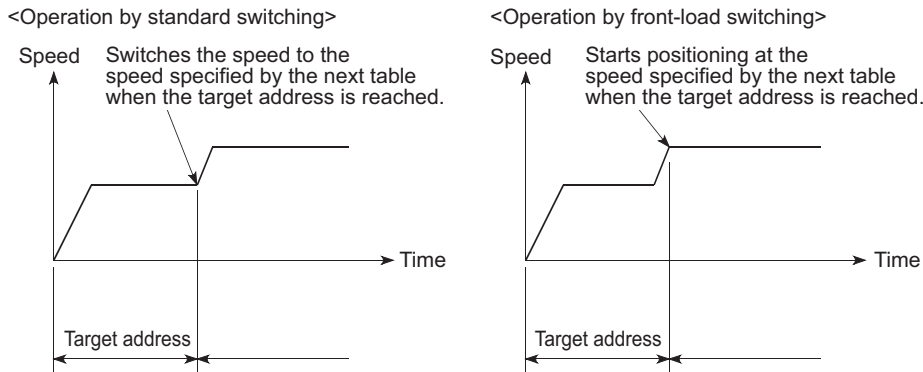 <Operation by standard switching>
Speed
Switches the speed to the
speed specified by the next table
when the target address is reached.
Time
Target address
<Operation by front-load switching>
Speed
Starts positioning at the
speed specified by the next table
when the target address is reached.
Time
Target address